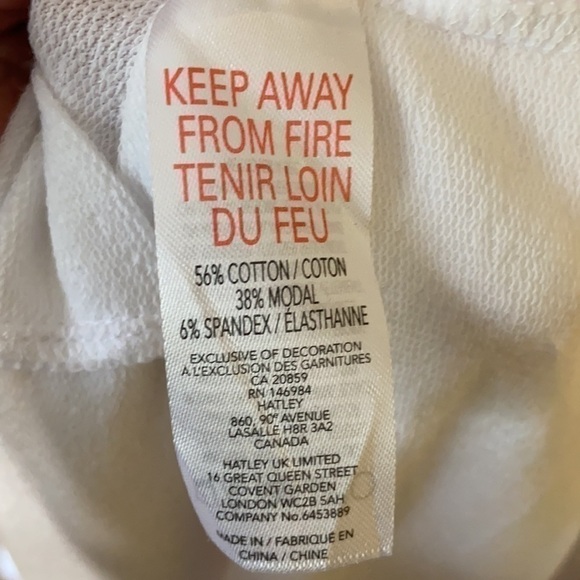 KEEP AWAY
FROM FIRE
TENIR LOIN
DU FEU
56% COTTON / COTON
38% MODAL
6% SPANDEX / ÉLASTHANNE
EXCLUSIVE OF DECORATION
À L'EXCLUSION DES GARNITURES
CA 20859
RN 146984
HATLEY
860, 90e AVENUE
LASALLE H8R 3A2
CANADA
HATLEY UK LIMITED
16 GREAT QUEEN STREET
COVENT GARDEN
LONDON WC2B 5AH
COMPANY No.6453889
MADE IN / FABRIQUÉ EN
CHINA / CHINE